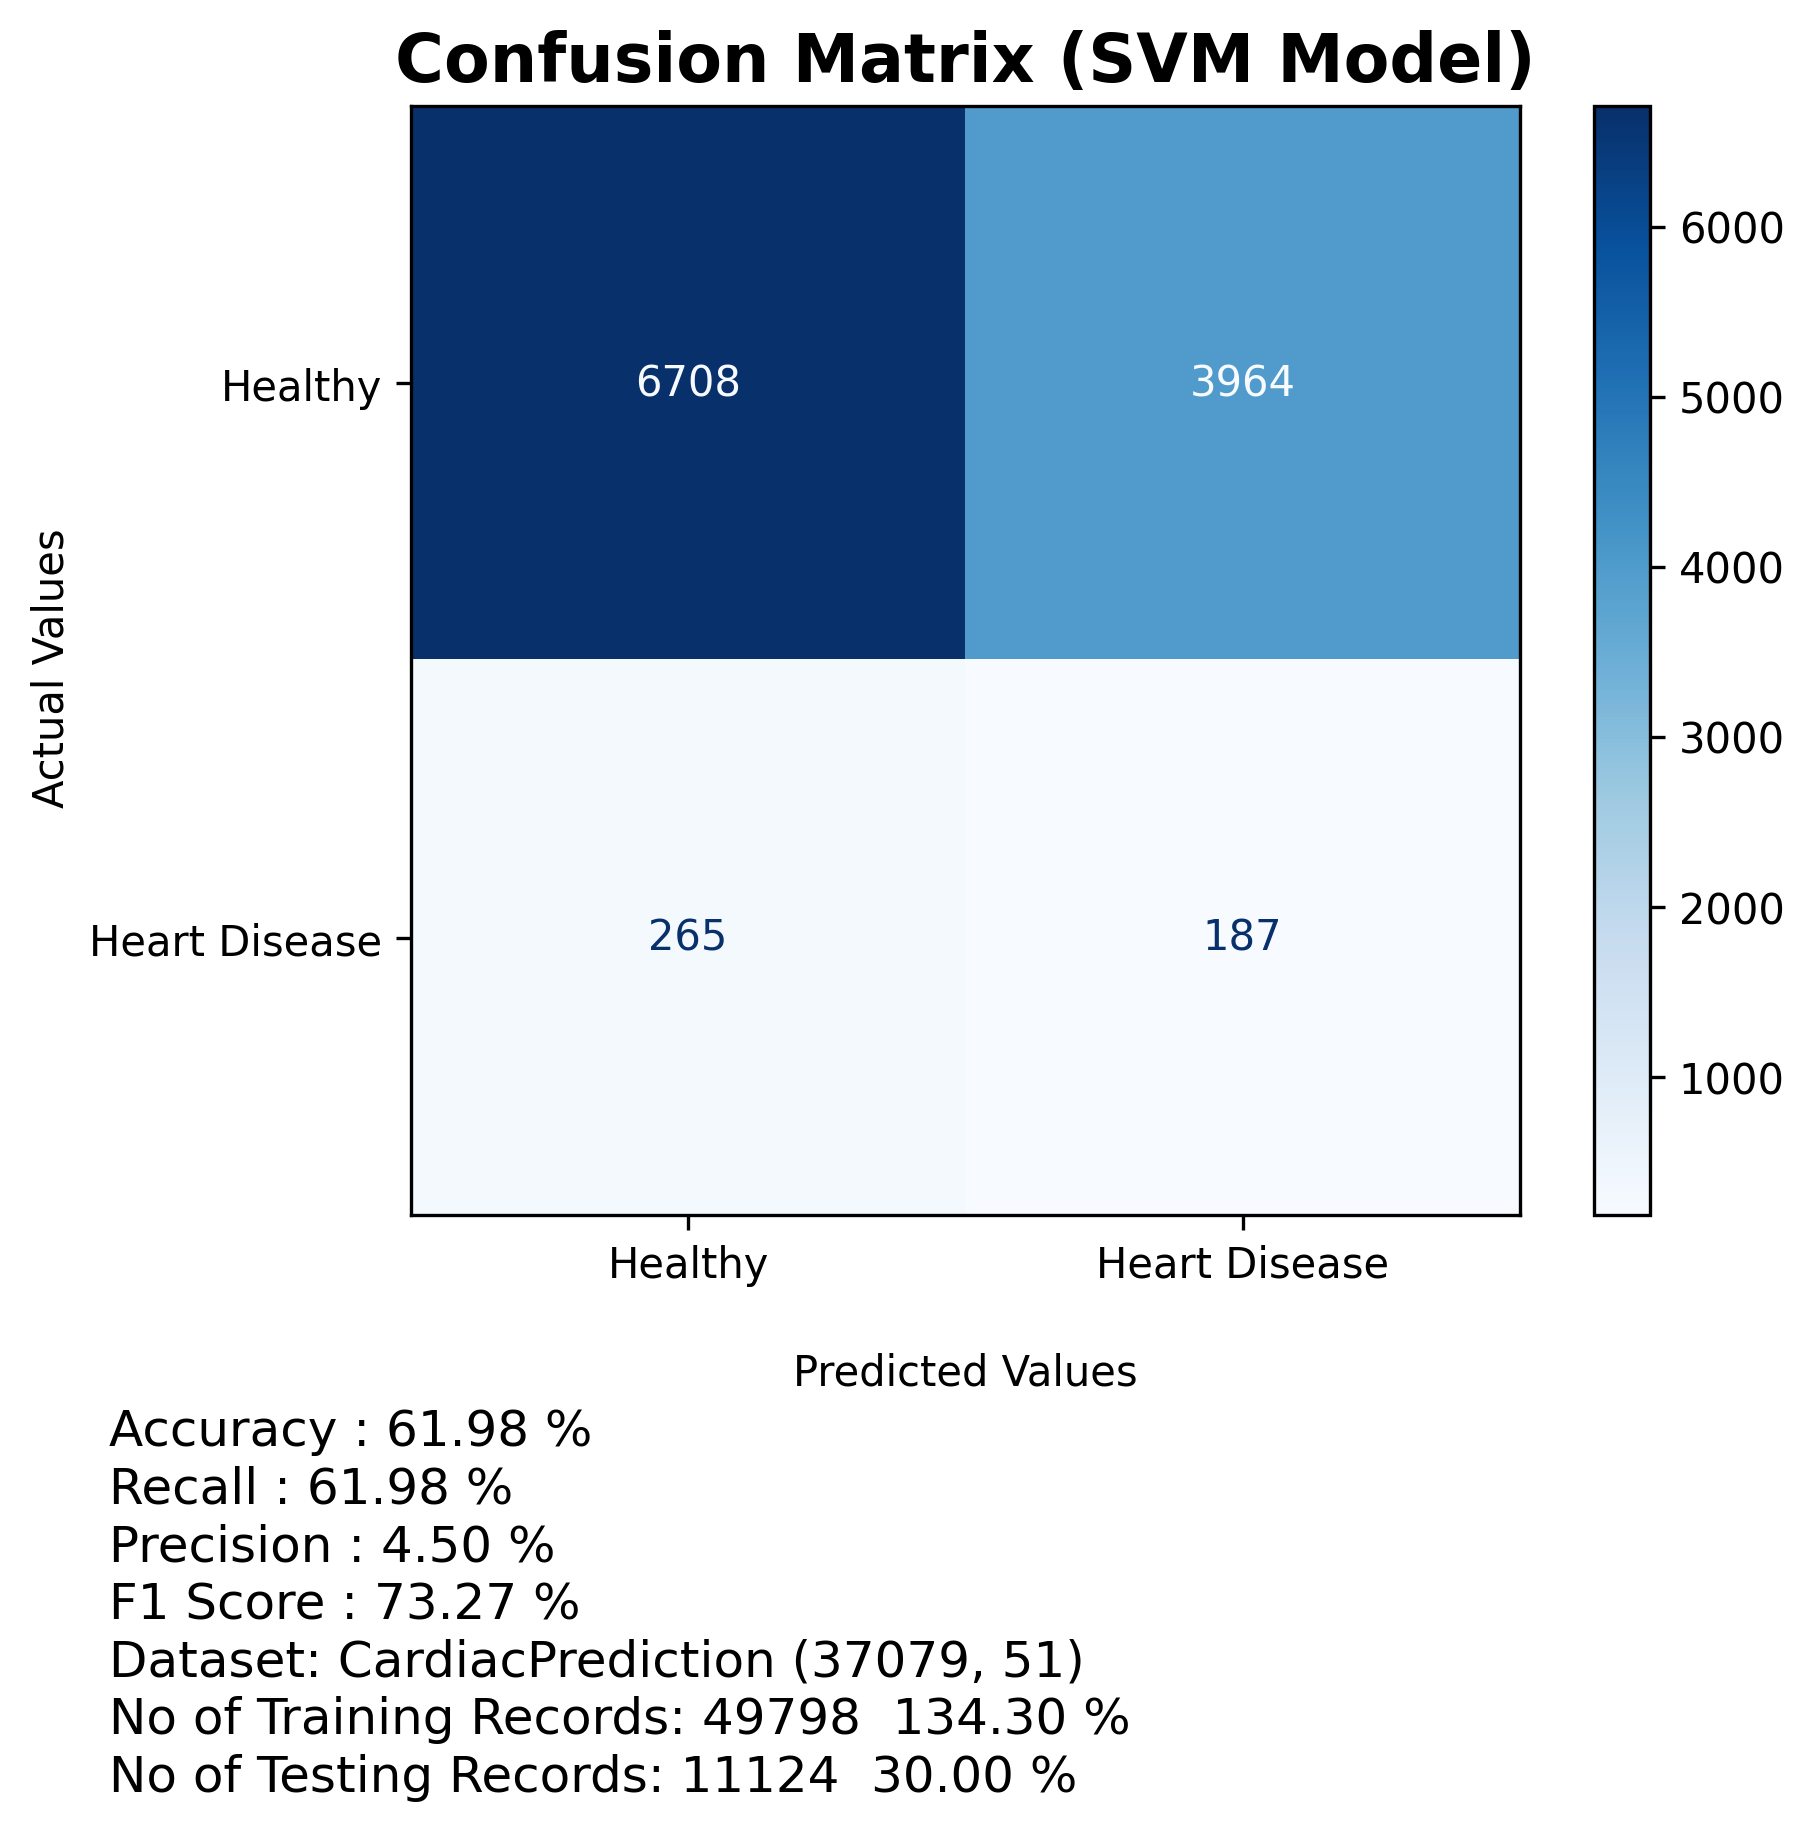 Confusion Matrix (SVM Model)
6000
5000
4000
3000
2000
1000
Actual Values
Healthy
6708
3964
Heart Disease
265
187
Healthy
Heart Disease
Predicted Values
Accuracy : 61.98 %
Recall : 61.98 %
Precision : 4.50 %
F1 Score : 73.27 %
Dataset: CardiacPrediction (37079, 51)
No of Training Records: 49798  134.30 %
No of Testing Records: 11124  30.00 %